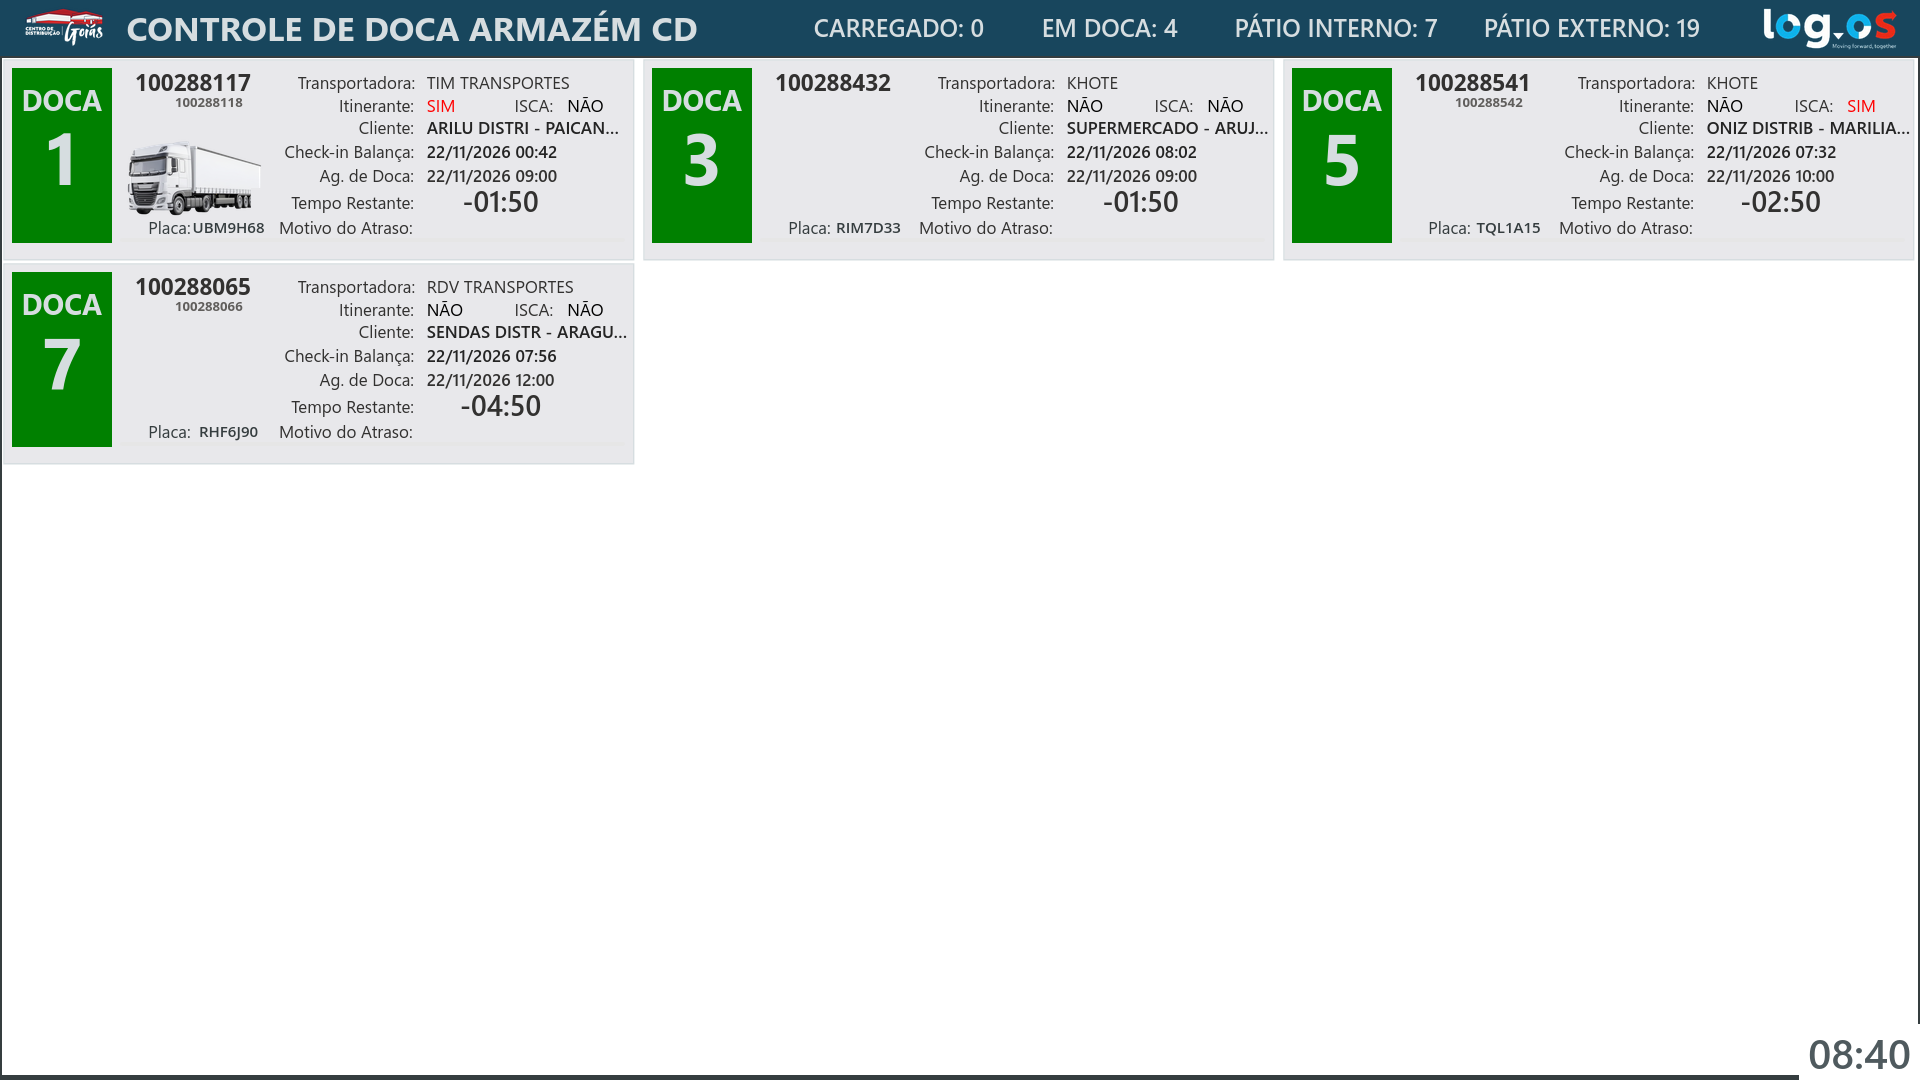 CENTRO DE DISTRIBUIÇÃO Goiás
CONTROLE DE DOCA ARMAZÉM CD
CARREGADO: 0 EM DOCA: 4 PÁTIO INTERNO: 7 PÁTIO EXTERNO: 19
log.os
Moving forward, together
DOCA 1
100288117
100288118
Transportadora: TIM TRANSPORTES
Itinerante: SIM ISCA: NÃO
Cliente: ARILU DISTRI - PAICAN...
Check-in Balança: 22/11/2026 00:42
Ag. de Doca: 22/11/2026 09:00
Tempo Restante: -01:50
Placa: UBM9H68 Motivo do Atraso:
DOCA 3
100288432
Transportadora: KHOTE
Itinerante: NÃO ISCA: NÃO
Cliente: SUPERMERCADO - ARUJ...
Check-in Balança: 22/11/2026 08:02
Ag. de Doca: 22/11/2026 09:00
Tempo Restante: -01:50
Placa: RIM7D33 Motivo do Atraso:
DOCA 5
100288541
100288542
Transportadora: KHOTE
Itinerante: NÃO ISCA: SIM
Cliente: ONIZ DISTRIB - MARILIA...
Check-in Balança: 22/11/2026 07:32
Ag. de Doca: 22/11/2026 10:00
Tempo Restante: -02:50
Placa: TQL1A15 Motivo do Atraso:
DOCA 7
100288065
100288066
Transportadora: RDV TRANSPORTES
Itinerante: NÃO ISCA: NÃO
Cliente: SENDAS DISTR - ARAGU...
Check-in Balança: 22/11/2026 07:56
Ag. de Doca: 22/11/2026 12:00
Tempo Restante: -04:50
Placa: RHF6J90 Motivo do Atraso:
08:40